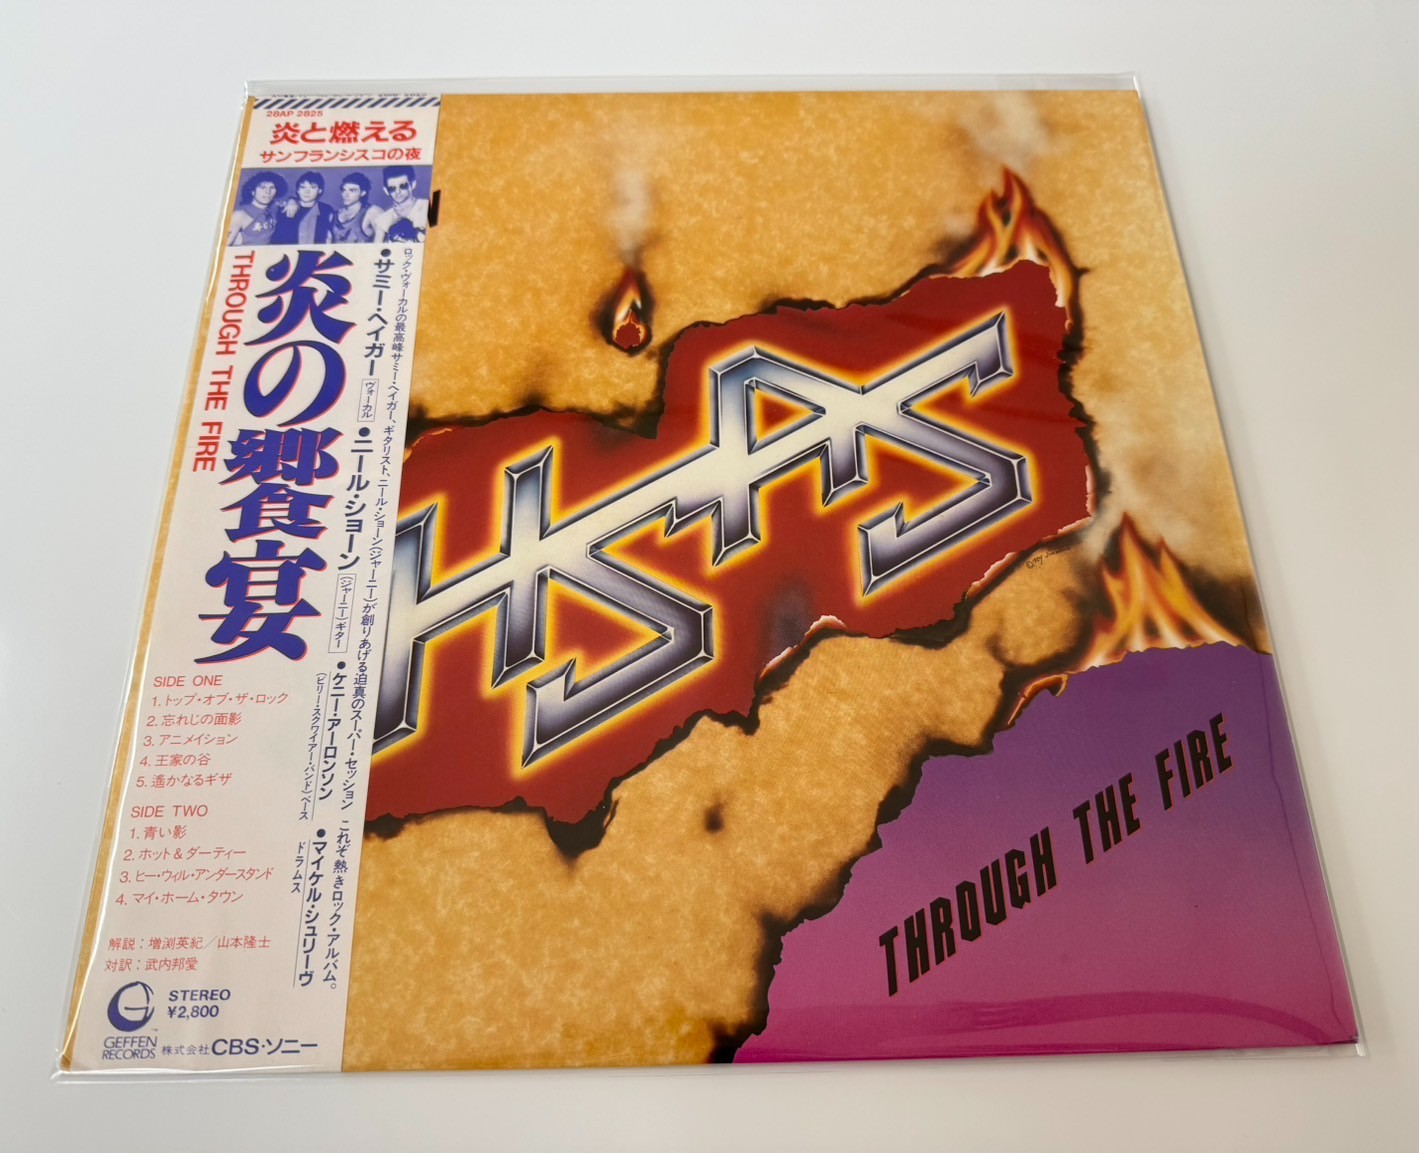 28AP 2825
炎と燃える
サンフランシスコの夜
炎の饗宴
THROUGH THE FIRE
ロック・ヴォーカルの最高峰サミー・ヘイガー、ギタリスト、ニール・ショーン(ジャーニー)が創りあげる迫真のスーパー・セッション これぞ熱きロック・アルバム。
●サミー・ヘイガー ヴォーカル ●ニール・ショーン (ジャーニー)ギター ●ケニー・アーロンソン (ビリー・スクワイアー・バンド)ベース ●マイケル・シュリーヴ ドラムス
SIDE ONE
1.トップ・オブ・ザ・ロック
2.忘れじの面影
3.アニメイション
4.王家の谷
5.遙かなるギザ
SIDE TWO
1.青い影
2.ホット&ダーティー
3.ヒー・ウィル・アンダースタンド
4.マイ・ホーム・タウン
解説:増渕英紀/山本隆士
対訳:武内邦愛
GEFFEN
RECORDS
STEREO
¥2,800
株式会社CBS・ソニー
HSAS
THROUGH THE FIRE